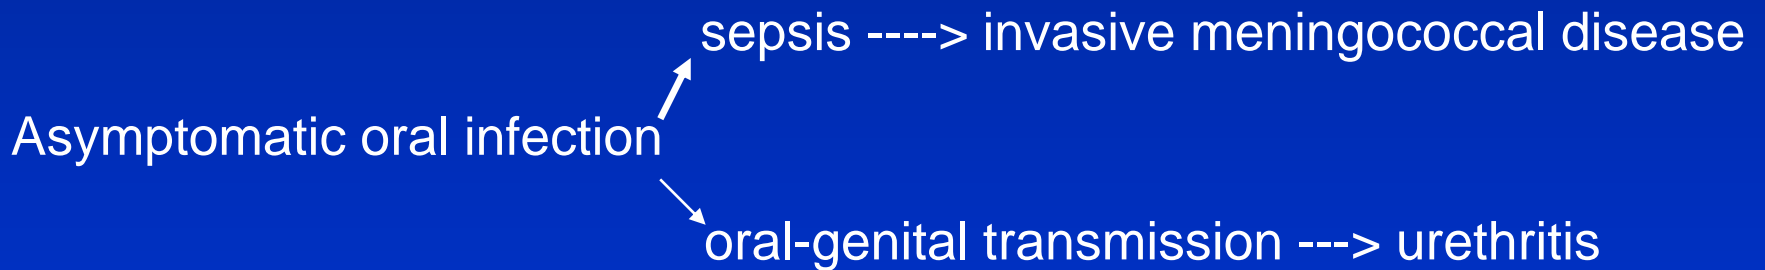 sepsis ----> invasive meningococcal disease
Asymptomatic oral infection
oral-genital transmission ---> urethritis